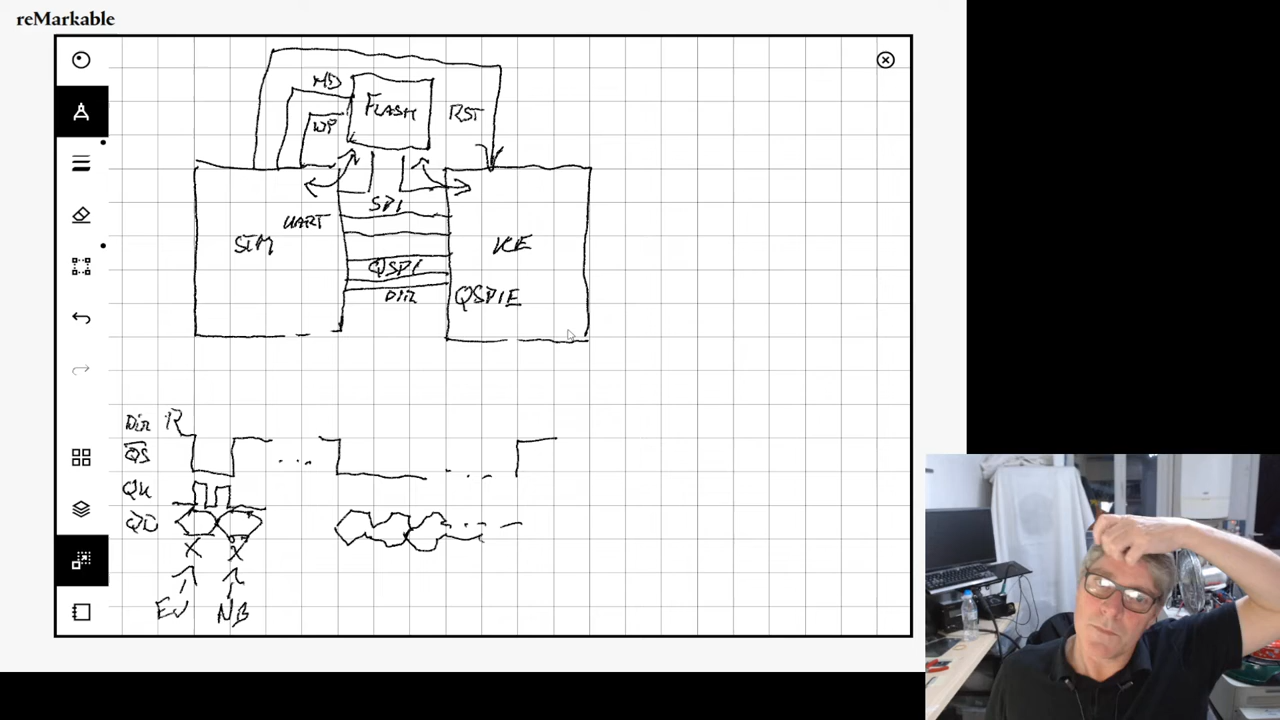 reMarkable
HD
FLASH
RST
WP
SPI
UART
STM
ICE
QSPI
DIR
QSPIE
DIR R
QS
QK
QD
X X
EV NB